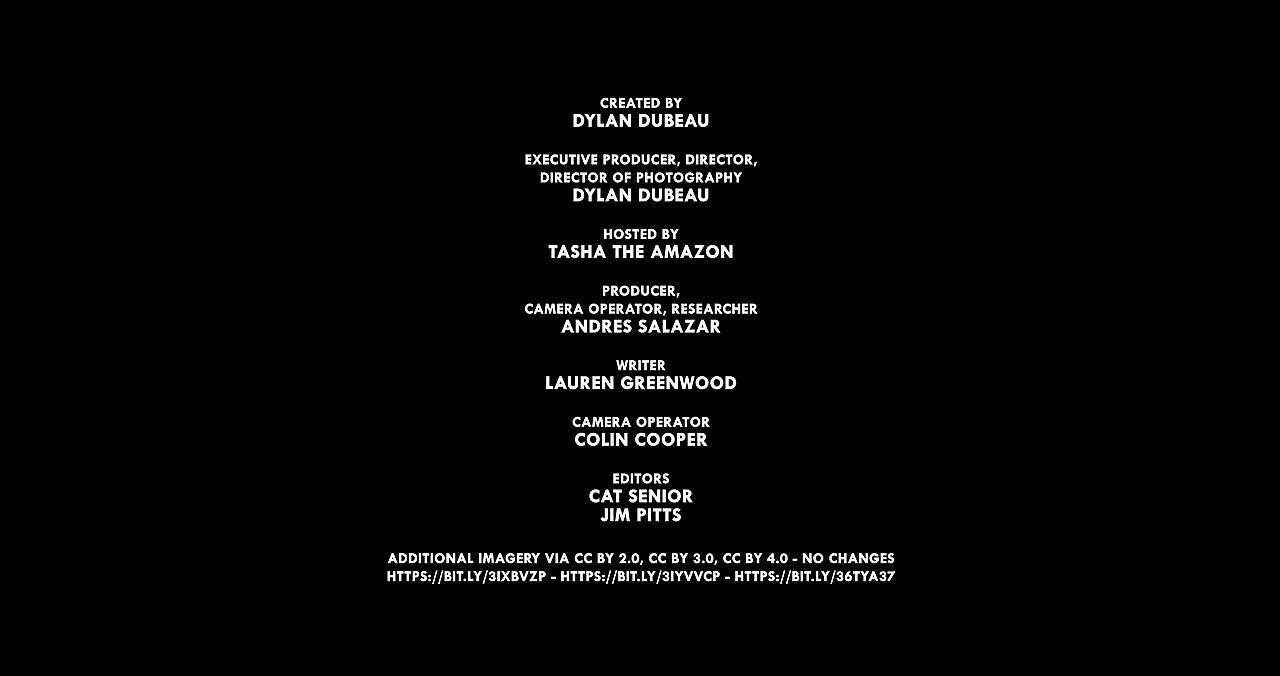 CREATED BY
DYLAN DUBEAU
EXECUTIVE PRODUCER, DIRECTOR,
DIRECTOR OF PHOTOGRAPHY
DYLAN DUBEAU
HOSTED BY
TASHA THE AMAZON
PRODUCER,
CAMERA OPERATOR, RESEARCHER
ANDRES SALAZAR
WRITER
LAUREN GREENWOOD
CAMERA OPERATOR
COLIN COOPER
EDITORS
CAT SENIOR
JIM PITTS
ADDITIONAL IMAGERY VIA CC BY 2.0, CC BY 3.0, CC BY 4.0 - NO CHANGES
HTTPS://BIT.LY/3IXBVZP - HTTPS://BIT.LY/3IYVVCP - HTTPS://BIT.LY/36TYA37